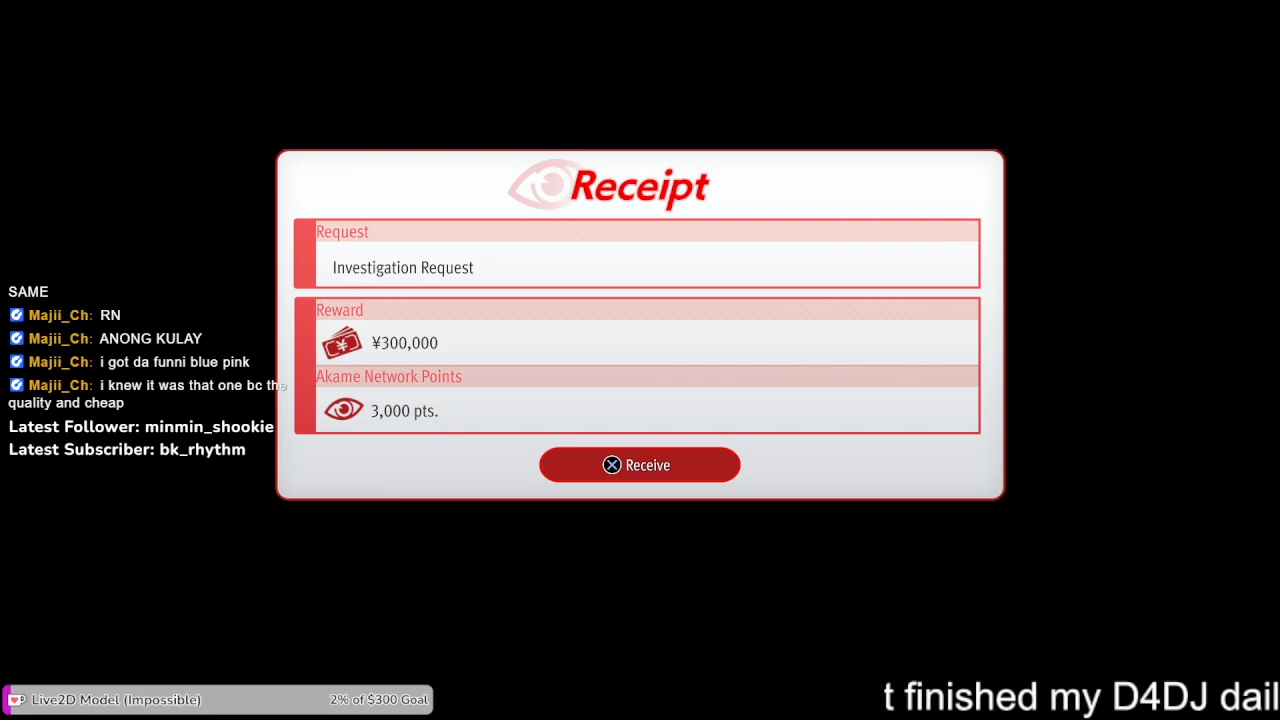 Receipt
Request
Investigation Request
Reward
¥300,000
Akame Network Points
3,000 pts.
Receive
SAME
Majii_Ch: RN
Majii_Ch: ANONG KULAY
Majii_Ch: i got da funni blue pink
Majii_Ch: i knew it was that one bc the
quality and cheap
Latest Follower: minmin_shookie
Latest Subscriber: bk_rhythm
Live2D Model (Impossible) 2% of $300 Goal
t finished my D4DJ dail